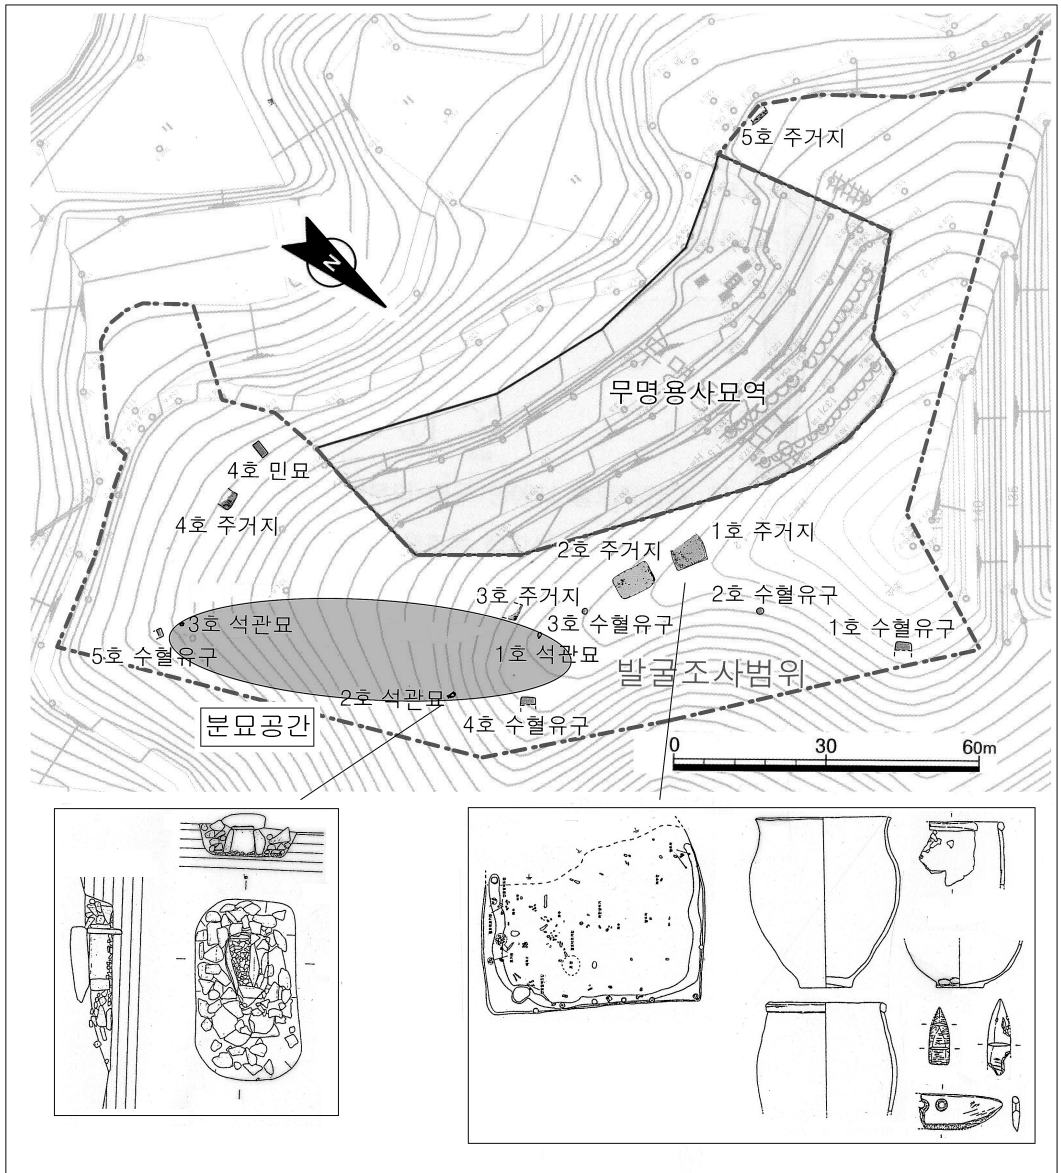 5호 주거지
N
무명용사묘역
4호 민묘
4호 주거지
1호 주거지
2호 주거지
3호 주거지
2호 수혈유구
3호 석관묘
3호 수혈유구
1호 수혈유구
5호 수혈유구
1호 석관묘
발굴조사범위
2호 석관묘
4호 수혈유구
분묘공간
0 30 60m